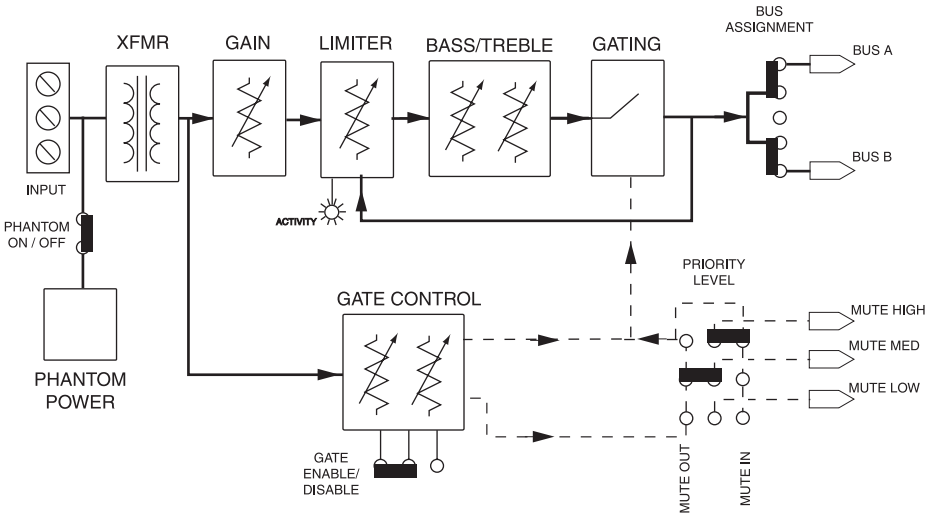 BUS
ASSIGNMENT
XFMR
GAIN
LIMITER
BASS/TREBLE
GATING
BUS A
INPUT
ACTIVITY
BUS B
PHANTOM
ON / OFF
PRIORITY
LEVEL
GATE CONTROL
MUTE HIGH
MUTE MED
MUTE LOW
PHANTOM
POWER
GATE
ENABLE/
DISABLE
MUTE OUT
MUTE IN